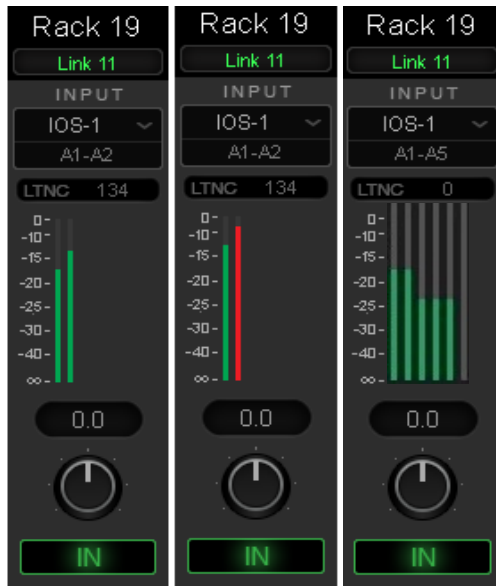 Rack 19
Link 11
INPUT
IOS-1
A1-A2
LTNC 134
0
-10
-15
-20
-25
-30
-40
∞
0.0
IN
Rack 19
Link 11
INPUT
IOS-1
A1-A2
LTNC 134
0
-10
-15
-20
-25
-30
-40
∞
0.0
IN
Rack 19
Link 11
INPUT
IOS-1
A1-A5
LTNC 0
0
-10
-15
-20
-25
-30
-40
∞
0.0
IN